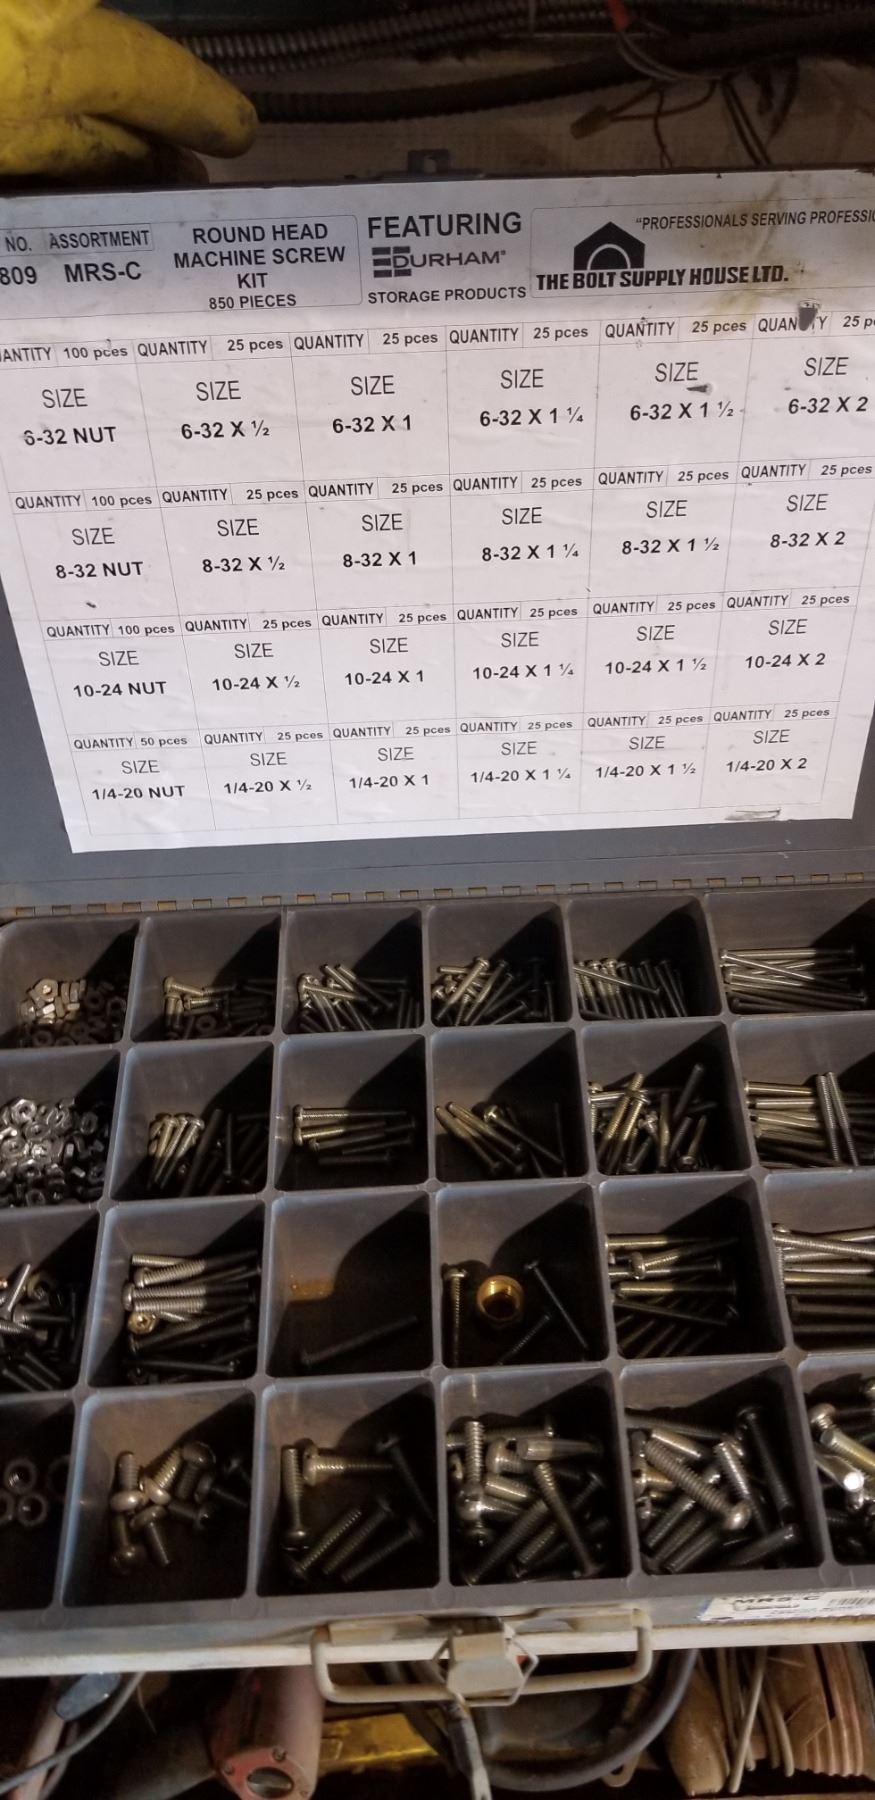 NO. ASSORTMENT
809 MRS-C
ROUND HEAD
MACHINE SCREW
KIT
850 PIECES
FEATURING
DURHAM®
STORAGE PRODUCTS
"PROFESSIONALS SERVING PROFESSI
THE BOLT SUPPLY HOUSE LTD.
ANTITY 100 pces QUANTITY 25 pces QUANTITY 25 pces QUANTITY 25 pces QUANTITY 25 pces QUAN Y 25 p
SIZE SIZE SIZE SIZE SIZE SIZE
6-32 NUT 6-32 X ½ 6-32 X 1 6-32 X 1 ¼ 6-32 X 1 ½ 6-32 X 2
QUANTITY 100 pces QUANTITY 25 pces QUANTITY 25 pces QUANTITY 25 pces QUANTITY 25 pces QUANTITY 25 pces
SIZE SIZE SIZE SIZE SIZE SIZE
8-32 NUT 8-32 X ½ 8-32 X 1 8-32 X 1 ¼ 8-32 X 1 ½ 8-32 X 2
QUANTITY 100 pces QUANTITY 25 pces QUANTITY 25 pces QUANTITY 25 pces QUANTITY 25 pces QUANTITY 25 pces
SIZE SIZE SIZE SIZE SIZE SIZE
10-24 NUT 10-24 X ½ 10-24 X 1 10-24 X 1 ¼ 10-24 X 1 ½ 10-24 X 2
QUANTITY 50 pces QUANTITY 25 pces QUANTITY 25 pces QUANTITY 25 pces QUANTITY 25 pces QUANTITY 25 pces
SIZE SIZE SIZE SIZE SIZE SIZE
1/4-20 NUT 1/4-20 X ½ 1/4-20 X 1 1/4-20 X 1 ¼ 1/4-20 X 1 ½ 1/4-20 X 2
MRS-C